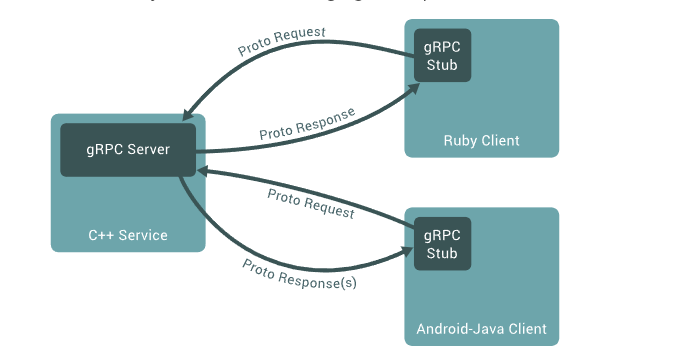 Proto Request
gRPC
Stub
Ruby Client
Proto Response
gRPC Server
C++ Service
Proto Request
gRPC
Stub
Proto Response(s)
Android-Java Client